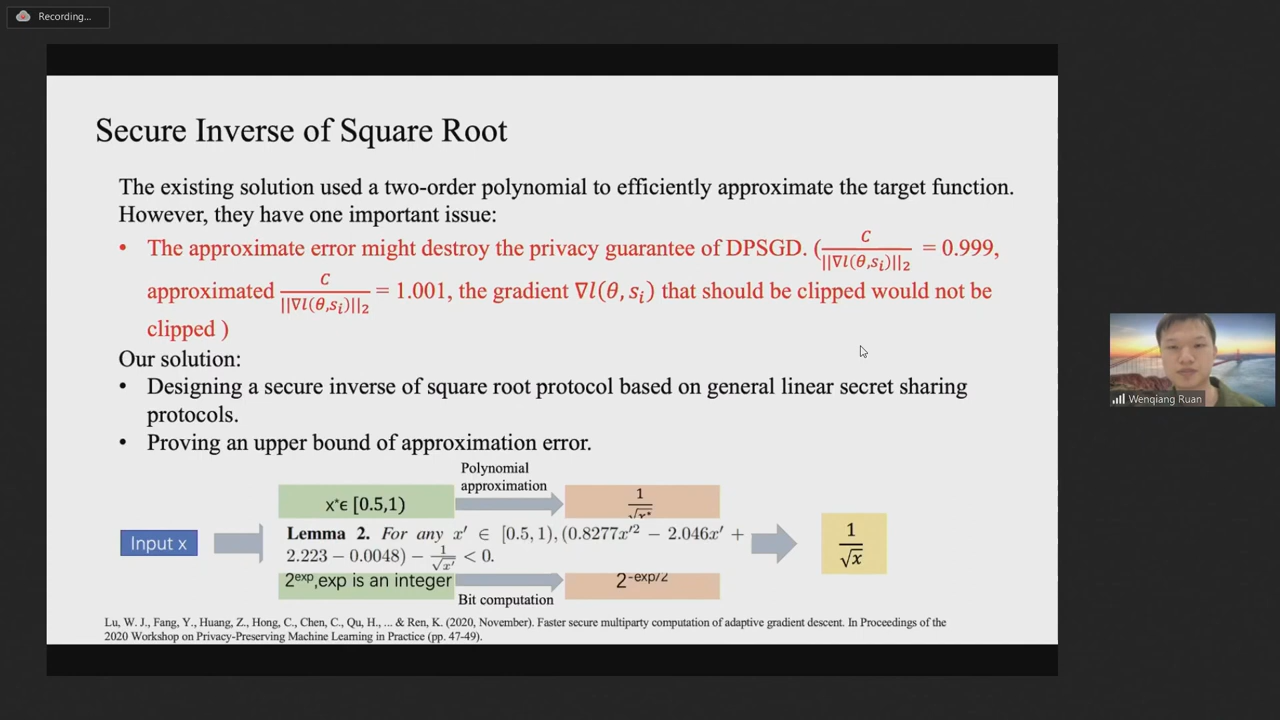 Recording...
Secure Inverse of Square Root
The existing solution used a two-order polynomial to efficiently approximate the target function.
However, they have one important issue:
• The approximate error might destroy the privacy guarantee of DPSGD. (C/||∇l(θ,sᵢ)||₂ = 0.999,
approximated C/||∇l(θ,sᵢ)||₂ = 1.001, the gradient ∇l(θ, sᵢ) that should be clipped would not be
clipped )
Our solution:
• Designing a secure inverse of square root protocol based on general linear secret sharing
protocols.
• Proving an upper bound of approximation error.
Polynomial
approximation
x*ϵ [0.5,1)
1/√x*
Lemma 2. For any x′ ∈ [0.5, 1), (0.8277x′² − 2.046x′ +
2.223 − 0.0048) − 1/√x′ < 0.
Input x
1/√x
2^exp,exp is an integer
2^-exp/2
Bit computation
Lu, W. J., Fang, Y., Huang, Z., Hong, C., Chen, C., Qu, H., ... & Ren, K. (2020, November). Faster secure multiparty computation of adaptive gradient descent. In Proceedings of the
2020 Workshop on Privacy-Preserving Machine Learning in Practice (pp. 47-49).
Wenqiang Ruan